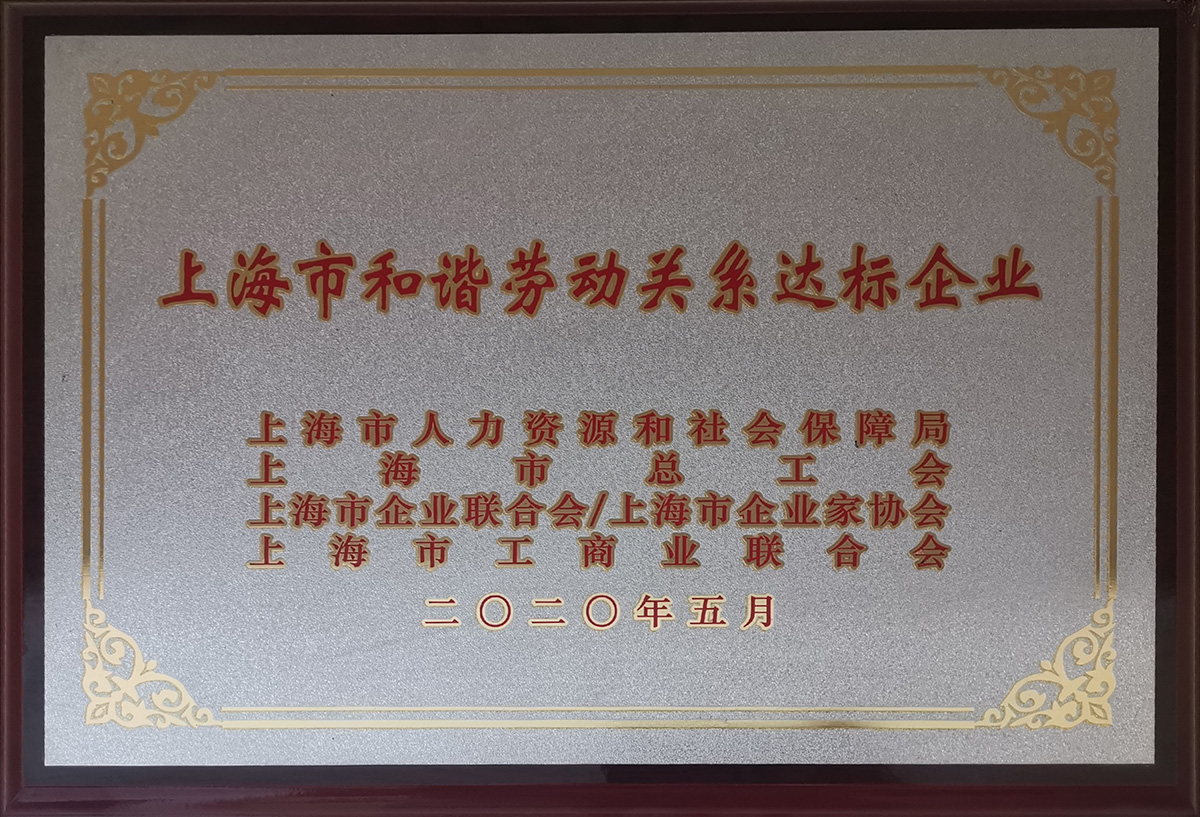 上海市和谐劳动关系达标企业
上海市人力资源和社会保障局
上海市总工会
上海市企业联合会/上海市企业家协会
上海市工商业联合会
二〇二〇年五月